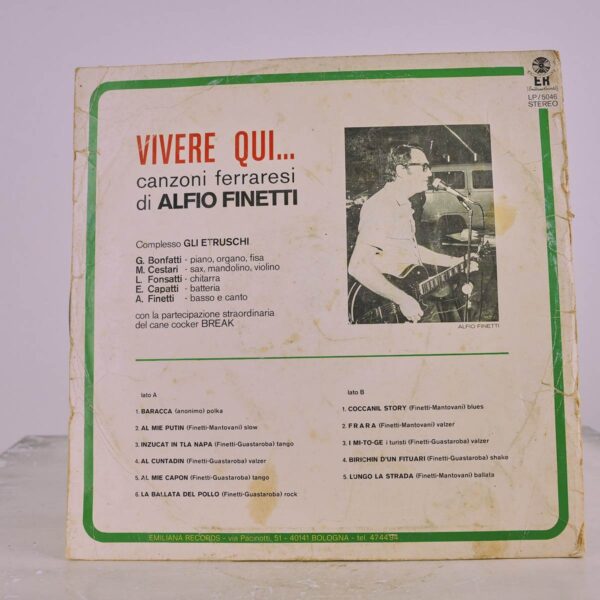 ER
LP / 5046
STEREO
VIVERE QUI...
canzoni ferraresi
di ALFIO FINETTI
Complesso GLI ETRUSCHI
G. Bonfatti - piano, organo, fisa
M. Cestari - sax, mandolino, violino
L. Fonsatti - chitarra
E. Capatti - batteria
A. Finetti - basso e canto
con la partecipazione straordinaria
del cane cocker BREAK
ALFIO FINETTI
lato A
1. BARACCA (anonimo) polka
2. AL MIE PUTIN (Finetti-Mantovani) slow
3. INZUCAT IN TLA NAPA (Finetti-Guastaroba) tango
4. AL CUNTADIN (Finetti-Guastaroba) valzer
5. AL MIE CAPON (Finetti-Guastaroba) tango
6. LA BALLATA DEL POLLO (Finetti-Guastaroba) rock
lato B
1. COCCANIL STORY (Finetti-Mantovani) blues
2. FRARA (Finetti-Mantovani) valzer
3. I MI-TO-GE i turisti (Finetti-Guastaroba) valzer
4. BIRICHIN D'UN FITUARI (Finetti-Guastaroba) shake
5. LUNGO LA STRADA (Finetti-Mantovani) ballata
EMILIANA RECORDS - via Pacinotti, 51 - 40141 BOLOGNA - tel. 474494